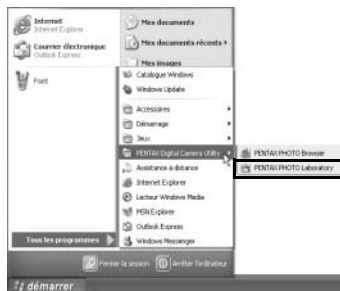 Internet
Internet Explorer
Courrier électronique
Outlook Express
Paint
Mes documents
Mes documents récents
Mes images
Catalogue Windows
Windows Update
Accessoires
Démarrage
Jeux
PENTAX Digital Camera Utility
Assistance à distance
Internet Explorer
Lecteur Windows Media
MSN Explorer
Outlook Express
Windows Messenger
PENTAX PHOTO Browser
PENTAX PHOTO Laboratory
Tous les programmes
Fermer la session
Arrêter l'ordinateur
démarrer